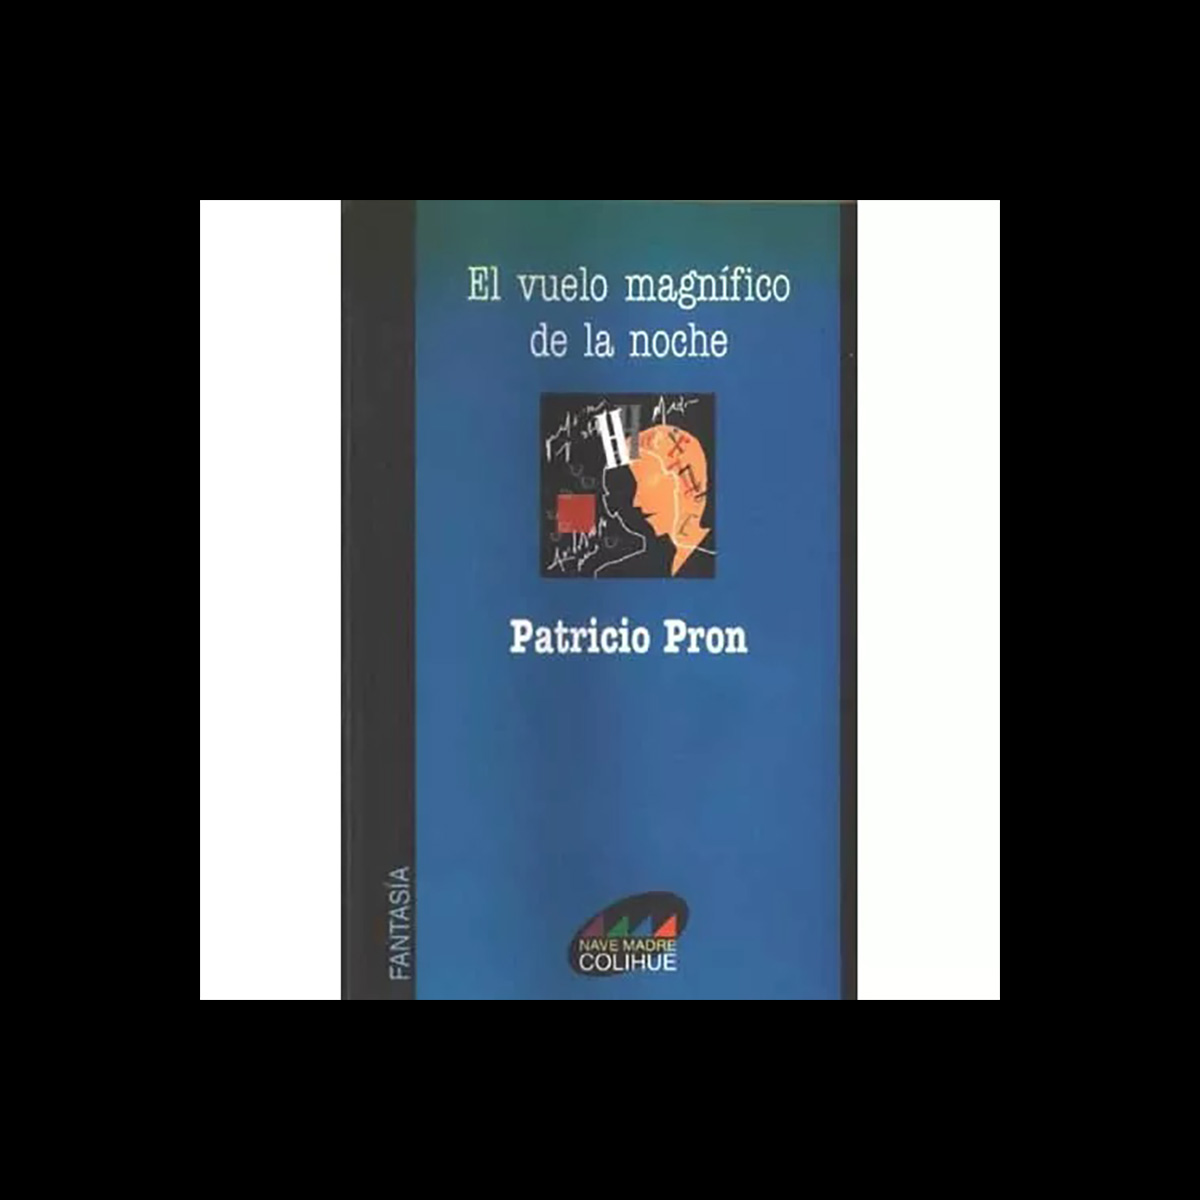 El vuelo magnífico
de la noche
H H
Patricio Pron
FANTASÍA
NAVE MADRE
COLIHUE